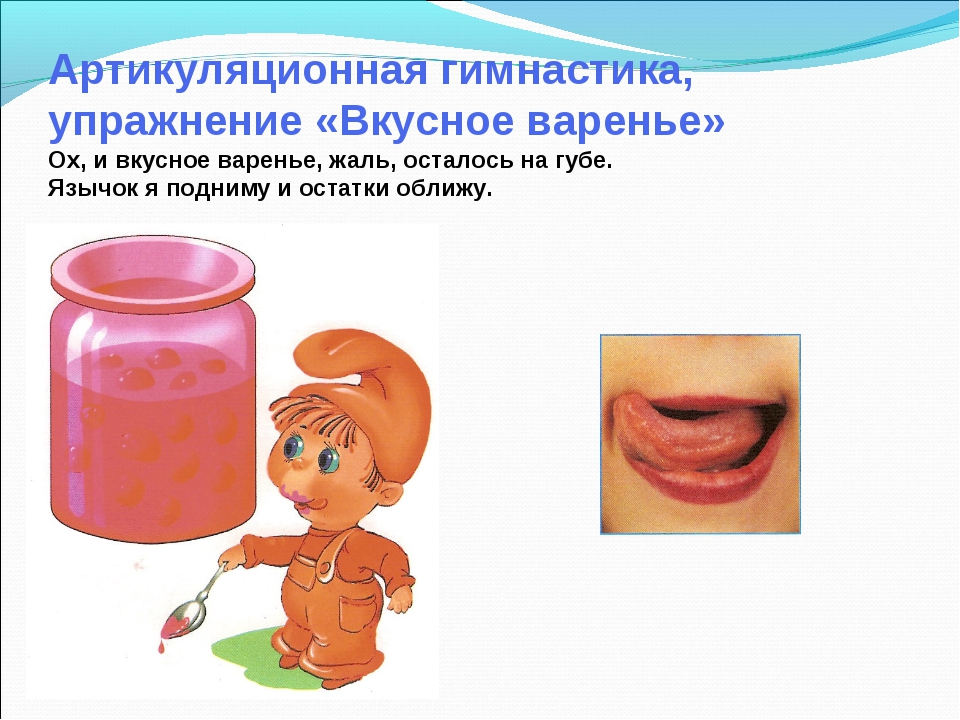 Артикуляционная гимнастика,
упражнение «Вкусное варенье»
Ох, и вкусное варенье, жаль, осталось на губе.
Язычок я подниму и остатки оближу.